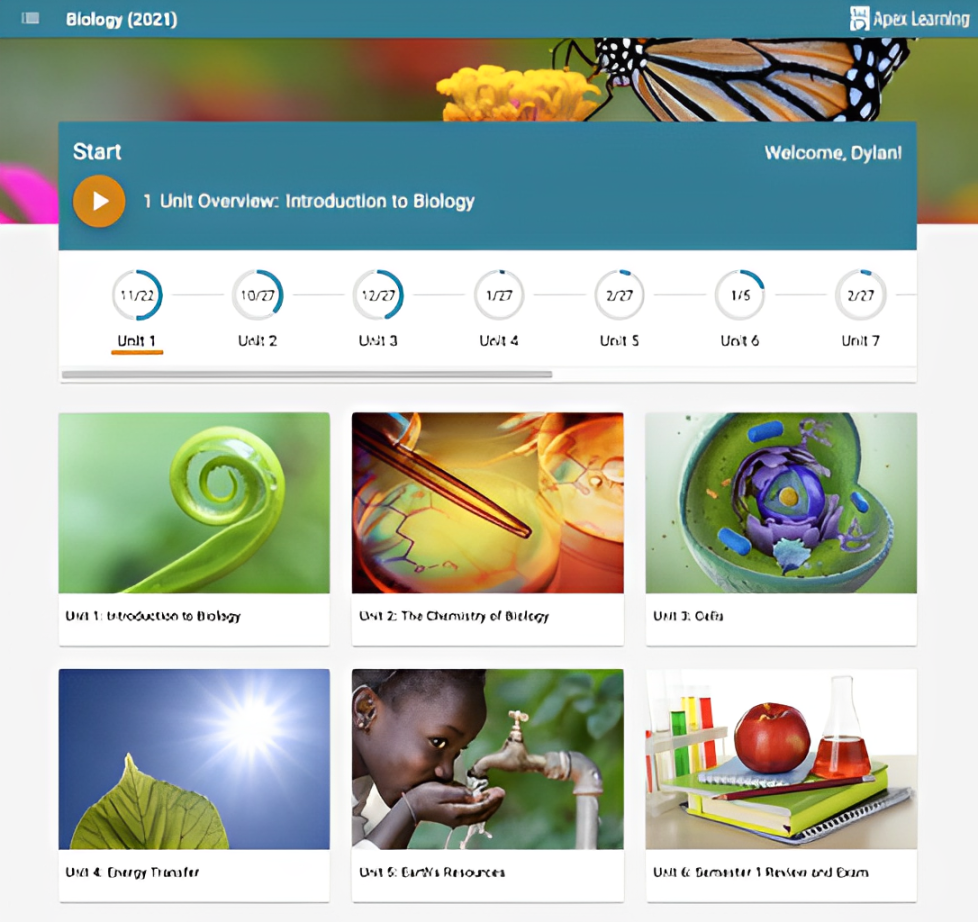 Biology (2021)
Apex Learning
Start
Welcome, Dylan!
1 Unit Overview: Introduction to Biology
11/22
10/27
12/27
1/27
2/27
1/5
2/27
Unit 1
Unit 2
Unit 3
Unit 4
Unit 5
Unit 6
Unit 7
Unit 1: Introduction to Biology
Unit 2: The Chemistry of Biology
Unit 3: Cells
Unit 4: Energy Transfer
Unit 5: Earth's Resources
Unit 6: Semester 1 Review and Exam